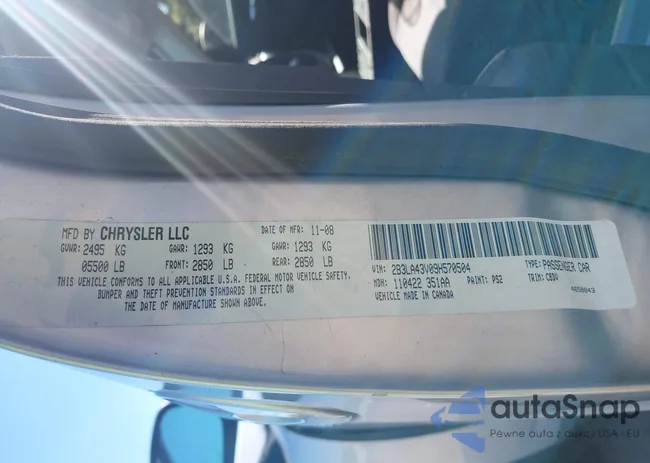 MFD BY CHRYSLER LLC DATE OF MFR: 11-08
GVWR: 2495 KG GAWR: 1293 KG GAWR: 1293 KG
05500 LB FRONT: 2850 LB REAR: 2850 LB
THIS VEHICLE CONFORMS TO ALL APPLICABLE U.S.A. FEDERAL MOTOR VEHICLE SAFETY,
BUMPER AND THEFT PREVENTION STANDARDS IN EFFECT ON
THE DATE OF MANUFACTURE SHOWN ABOVE.
VIN: 2B3LA43V09H570504 TYPE: PASSENGER CAR
MDH: 110422 351AA PAINT: PS2 TRIM: CBDV
VEHICLE MADE IN CANADA 4658043
autaSnap
Pewne auta z aukcji USA - EU